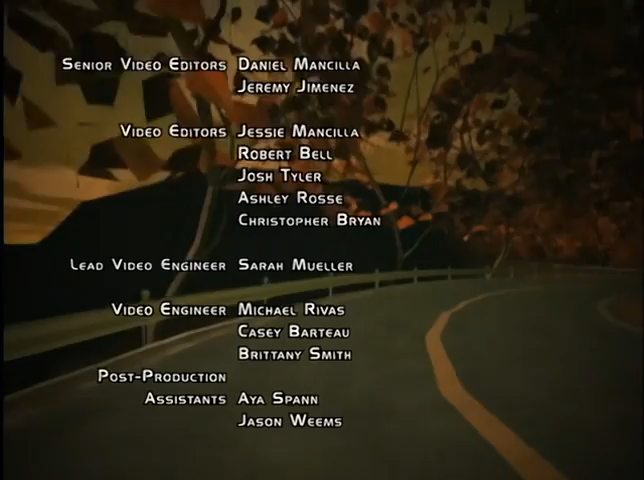 Senior Video Editors Daniel Mancilla
Jeremy Jimenez
Video Editors Jessie Mancilla
Robert Bell
Josh Tyler
Ashley Rosse
Christopher Bryan
Lead Video Engineer Sarah Mueller
Video Engineer Michael Rivas
Casey Barteau
Brittany Smith
Post-Production
Assistants Aya Spann
Jason Weems